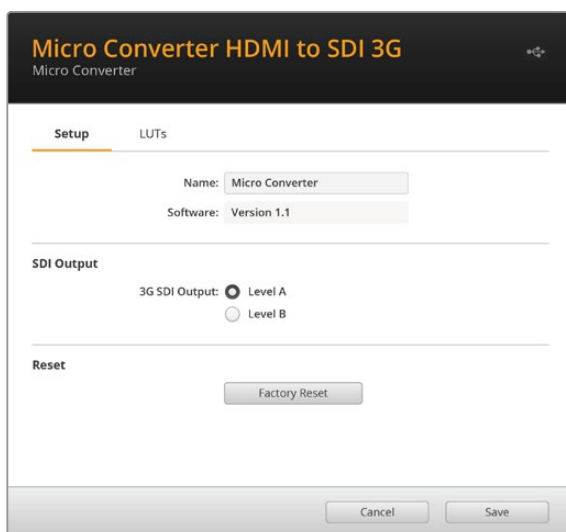 Micro Converter HDMI to SDI 3G
Micro Converter
Setup LUTs
Name: Micro Converter
Software: Version 1.1
SDI Output
3G SDI Output: Level A
Level B
Reset
Factory Reset
Cancel Save